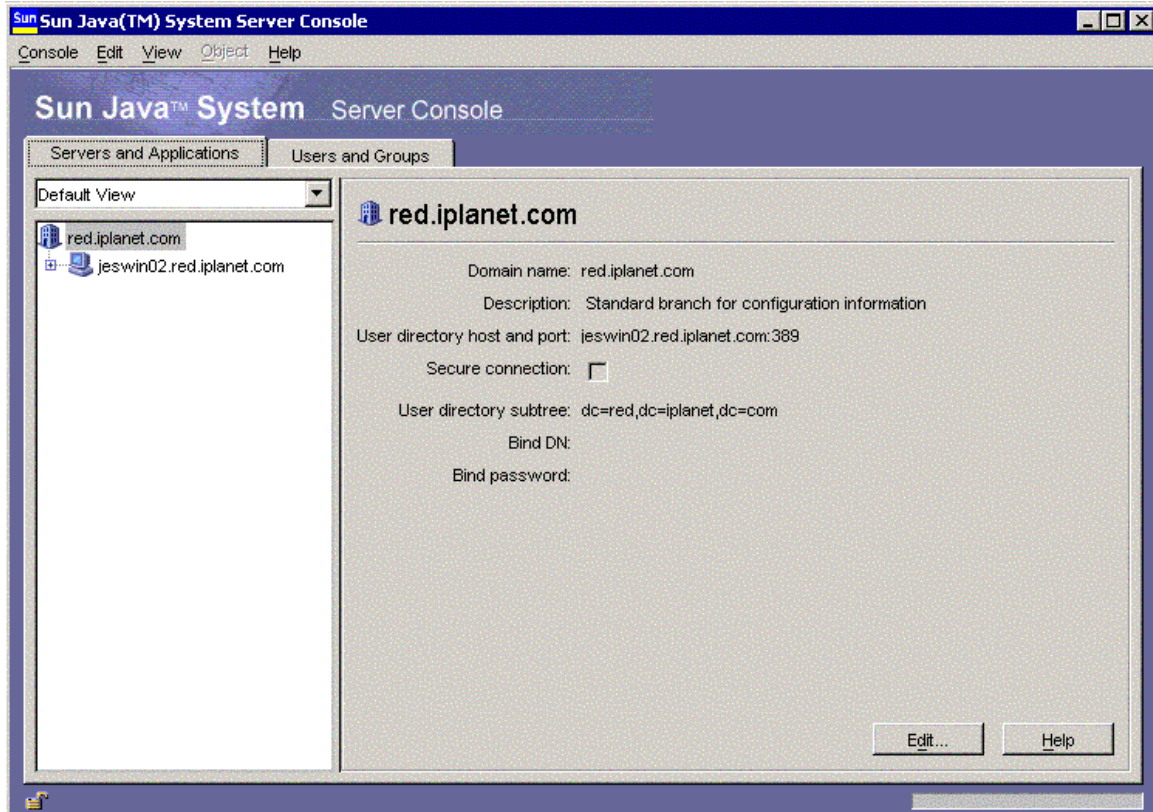 Sun Sun Java(TM) System Server Console
Console Edit View Object Help
Sun Java™ System Server Console
Servers and Applications
Users and Groups
Default View
red.iplanet.com
jeswin02.red.iplanet.com
red.iplanet.com
Domain name: red.iplanet.com
Description: Standard branch for configuration information
User directory host and port: jeswin02.red.iplanet.com:389
Secure connection:
User directory subtree: dc=red,dc=iplanet,dc=com
Bind DN:
Bind password:
Edit... Help